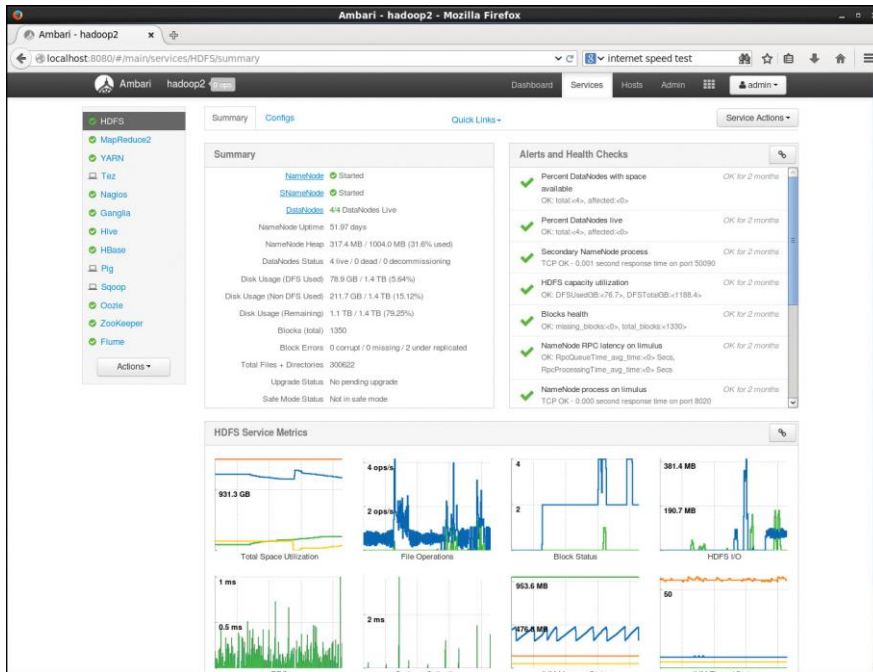 Ambari - hadoop2 - Mozilla Firefox
Ambari - hadoop2
localhost:8080/#/main/services/HDFS/summary
internet speed test
Ambari hadoop2 0 ops
Dashboard Services Hosts Admin admin
HDFS
MapReduce2
YARN
Tez
Nagios
Ganglia
Hive
HBase
Pig
Sqoop
Oozie
ZooKeeper
Flume
Actions
Summary Configs Quick Links Service Actions
Summary
NameNode Started
SNameNode Started
DataNodes 4/4 DataNodes Live
NameNode Uptime 51.97 days
NameNode Heap 317.4 MB / 1004.0 MB (31.6% used)
DataNodes Status 4 live / 0 dead / 0 decommissioning
Disk Usage (DFS Used) 78.9 GB / 1.4 TB (5.64%)
Disk Usage (Non DFS Used) 211.7 GB / 1.4 TB (15.12%)
Disk Usage (Remaining) 1.1 TB / 1.4 TB (79.25%)
Blocks (total) 1350
Block Errors 0 corrupt / 0 missing / 2 under replicated
Total Files + Directories 300622
Upgrade Status No pending upgrade
Safe Mode Status Not in safe mode
Alerts and Health Checks
Percent DataNodes with space OK for 2 months
available
OK: total:<4>, affected:<0>
Percent DataNodes live OK for 2 months
OK: total:<4>, affected:<0>
Secondary NameNode process OK for 2 months
TCP OK - 0.001 second response time on port 50090
HDFS capacity utilization OK for 2 months
OK: DFSUsedGB:<76.7>, DFSTotalGB:<1188.4>
Blocks health OK for 2 months
OK: missing_blocks:<0>, total_blocks:<1330>
NameNode RPC latency on limulus OK for 2 months
OK: RpcQueueTime_avg_time:<0> Secs,
RpcProcessingTime_avg_time:<0> Secs
NameNode process on limulus OK for 2 months
TCP OK - 0.000 second response time on port 8020
HDFS Service Metrics
931.3 GB
Total Space Utilization
4 ops/s
2 ops/s
File Operations
4
2
Block Status
381.4 MB
190.7 MB
HDFS I/O
1 ms
0.5 ms
2 ms
953.6 MB
476.8 MB
50